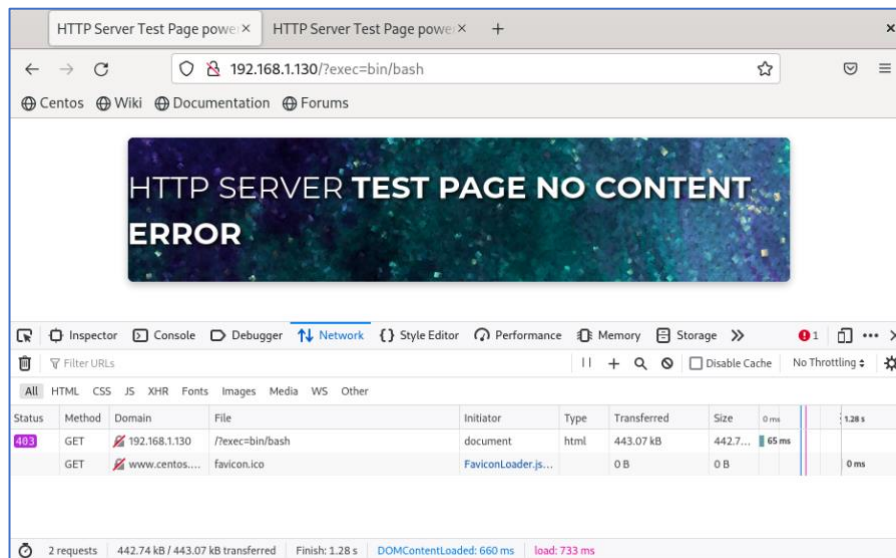 HTTP Server Test Page powe × HTTP Server Test Page powe × + ×
192.168.1.130/?exec=bin/bash
Centos Wiki Documentation Forums
HTTP SERVER TEST PAGE NO CONTENT
ERROR
Inspector Console Debugger Network {} Style Editor Performance Memory Storage 1
Filter URLs Disable Cache No Throttling
All HTML CSS JS XHR Fonts Images Media WS Other
Status Method Domain File Initiator Type Transferred Size 0 ms 1.28 s
403 GET 192.168.1.130 /?exec=bin/bash document html 443.07 kB 442.7... 65 ms
GET www.centos.... favicon.ico FaviconLoader.js... 0 B 0 B 0 ms
2 requests 442.74 kB / 443.07 kB transferred Finish: 1.28 s DOMContentLoaded: 660 ms load: 733 ms